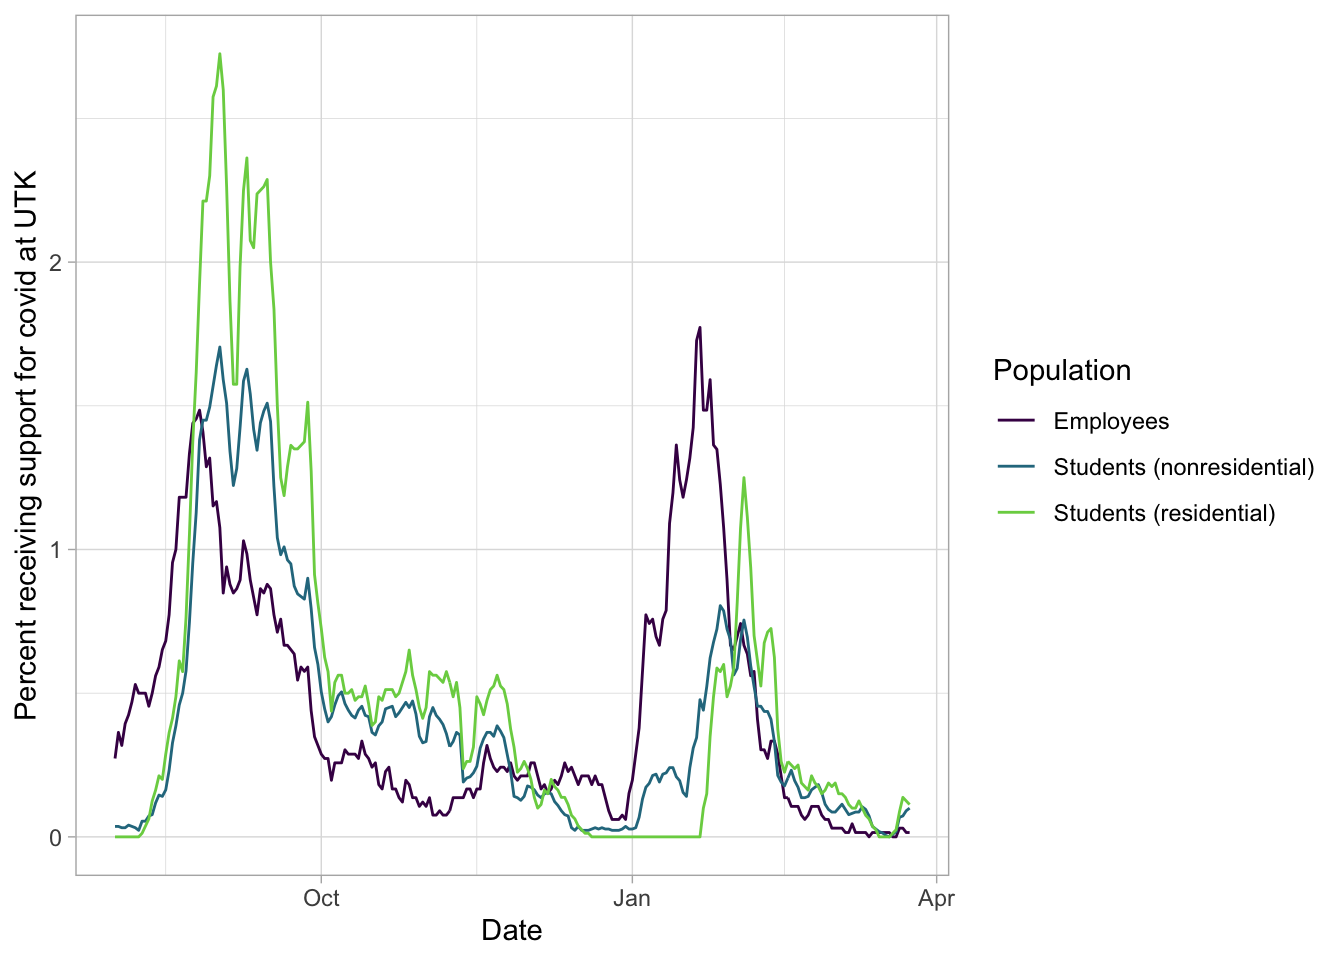 Percent receiving support for covid at UTK
2
1
0
Oct
Jan
Apr
Date
Population
Employees
Students (nonresidential)
Students (residential)